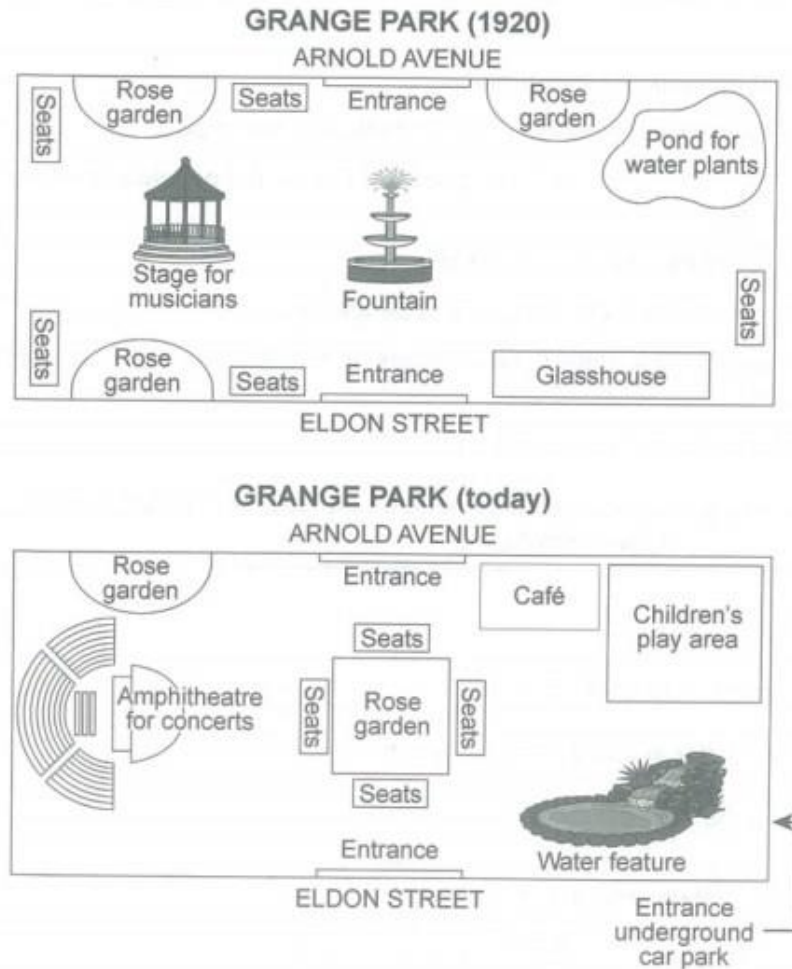 GRANGE PARK (1920)
ARNOLD AVENUE
Rose
garden
Seats
Entrance
Rose
garden
Seats
Pond for
water plants
Stage for
musicians
Fountain
Seats
Seats
Rose
garden
Seats
Entrance
Glasshouse
ELDON STREET
GRANGE PARK (today)
ARNOLD AVENUE
Rose
garden
Entrance
Café
Children's
play area
Seats
Amphitheatre
for concerts
Seats
Rose
garden
Seats
Seats
Entrance
Water feature
ELDON STREET
Entrance
underground
car park